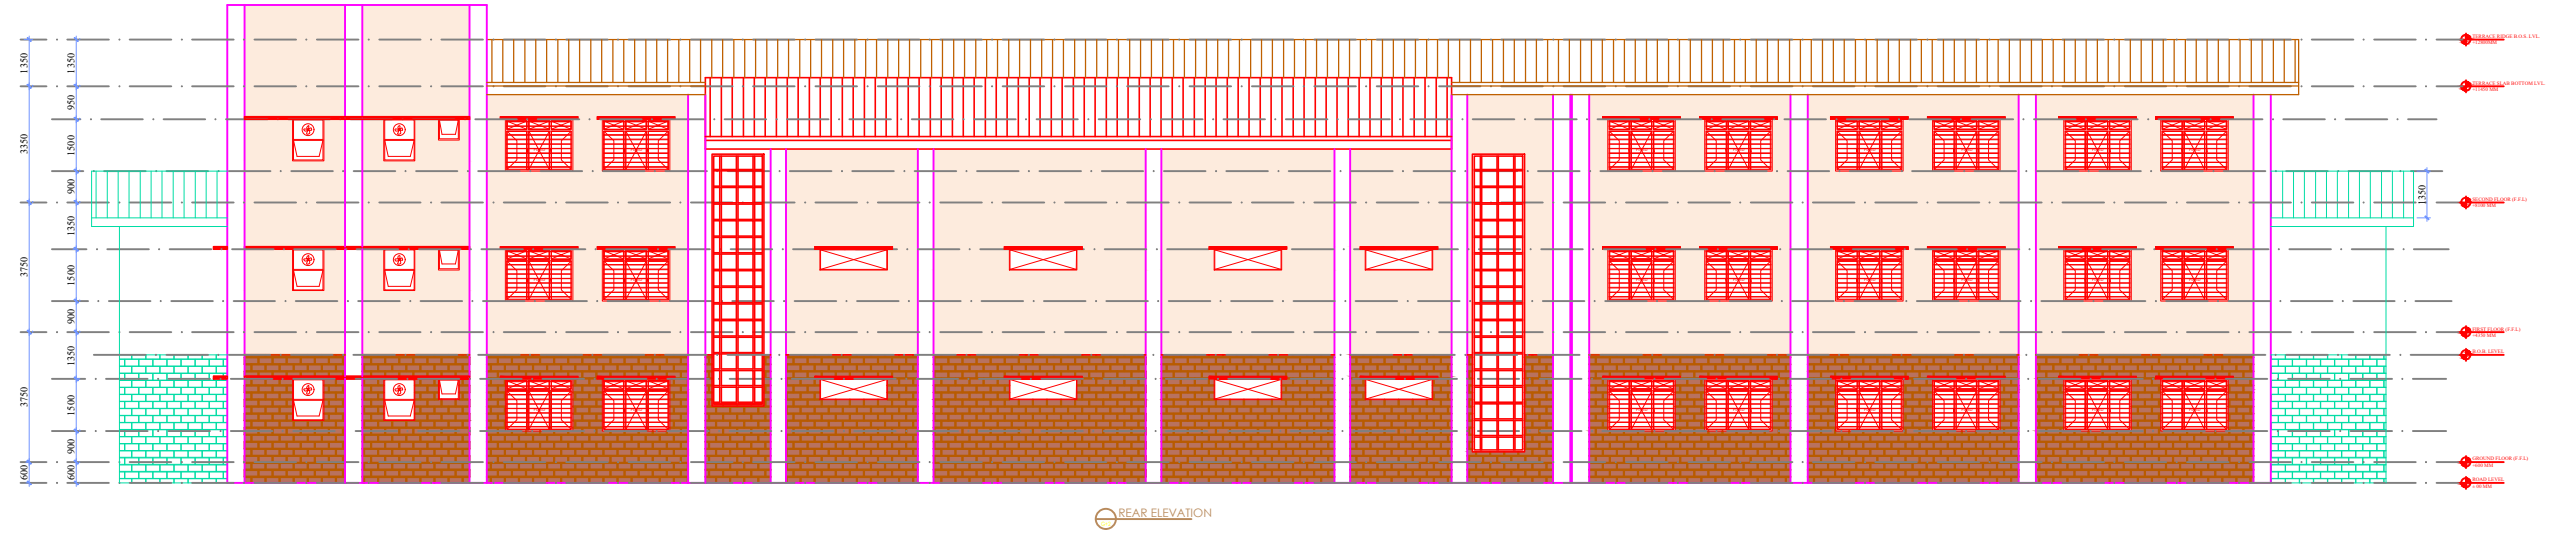 1350
3350
3750
3750
600
1350
950
1500
900
1350
1500
900
1350
1500
900
600
1350
TERRACE RIDGE B.O.S. LVL.
TERRACE SLAB BOTTOM LVL.
SECOND FLOOR (F.F.L)
FIRST FLOOR (F.F.L)
GROUND FLOOR (F.F.L)
ROAD LEVEL
REAR ELEVATION